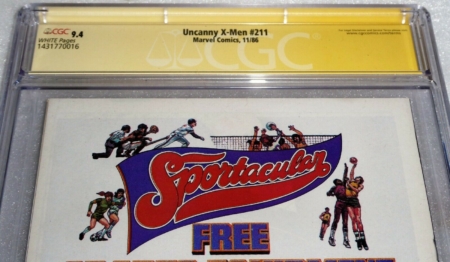 CGC 9.4
WHITE Pages
1431770016
Uncanny X-Men #211
Marvel Comics, 11/86
CGC
Sportacular
FREE